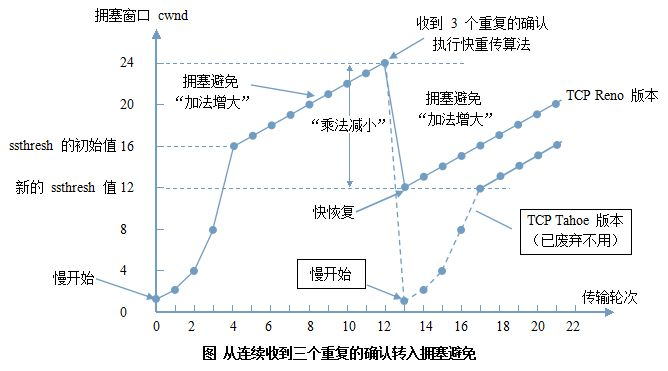 拥塞窗口 cwnd
收到 3 个重复的确认
执行快重传算法
24
拥塞避免
“加法增大”
拥塞避免
“加法增大”
TCP Reno 版本
20
“乘法减小”
ssthresh 的初始值
16
新的 ssthresh 值
12
快恢复
TCP Tahoe 版本
（已废弃不用）
8
慢开始
慢开始
4
传输轮次
0
0 2 4 6 8 10 12 14 16 18 20 22
图 从连续收到三个重复的确认转入拥塞避免